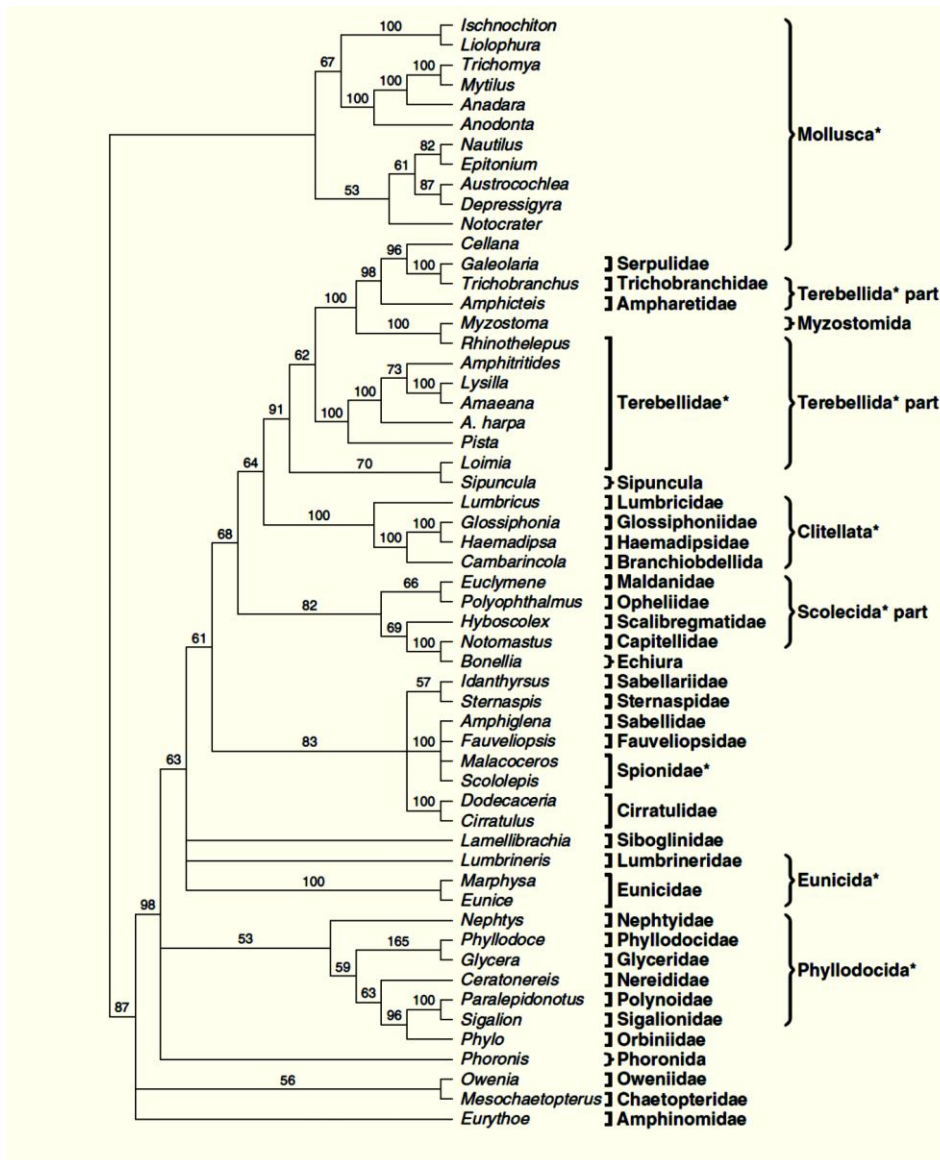 100 Ischnochiton
Liolophura
67
100 Trichomya
100 Mytilus
100 Anadara
Anodonta
Mollusca*
82 Nautilus
61 Epitonium
87 Austrocochlea
53 Depressigyra
Notocrater
96 Cellana
100 Galeolaria Serpulidae
98 Trichobranchus Trichobranchidae
Terebellida* part
100 Amphicteis Ampharetidae
100 Myzostoma Myzostomida
Rhinothelepus
62 Amphitritides
73
100 Lysilla
100 Amaeana Terebellidae* Terebellida* part
91 100 A. harpa
Pista
70 Loimia
64 Sipuncula Sipuncula
Lumbricus Lumbricidae
100 100 Glossiphonia Glossiphoniidae
Clitellata*
68 100 Haemadipsa Haemadipsidae
Cambarincola Branchiobdellida
66 Euclymene Maldanidae
82 Polyophthalmus Opheliidae
Scolecida* part
69 Hyboscolex Scalibregmatidae
61 100 Notomastus Capitellidae
Bonellia Echiura
57 Idanthyrsus Sabellariidae
Sternaspis Sternaspidae
Amphiglena Sabellidae
83 100 Fauveliopsis Fauveliopsidae
63 Malacoceros
Spionidae*
Scololepis
100 Dodecaceria
Cirratulidae
Cirratulus
Lamellibrachia Siboglinidae
Lumbrineris Lumbrineridae
Eunicida*
100 Marphysa
Eunicidae
Eunice
98 Nephtys Nephtyidae
53 165 Phyllodoce Phyllodocidae
59 Glycera Glyceridae
Phyllodocida*
63 Ceratonereis Nereididae
100 Paralepidonotus Polynoidae
87 96 Sigalion Sigalionidae
Phylo Orbiniidae
Phoronis Phoronida
56 Owenia Oweniidae
Mesochaetopterus Chaetopteridae
Eurythoe Amphinomidae